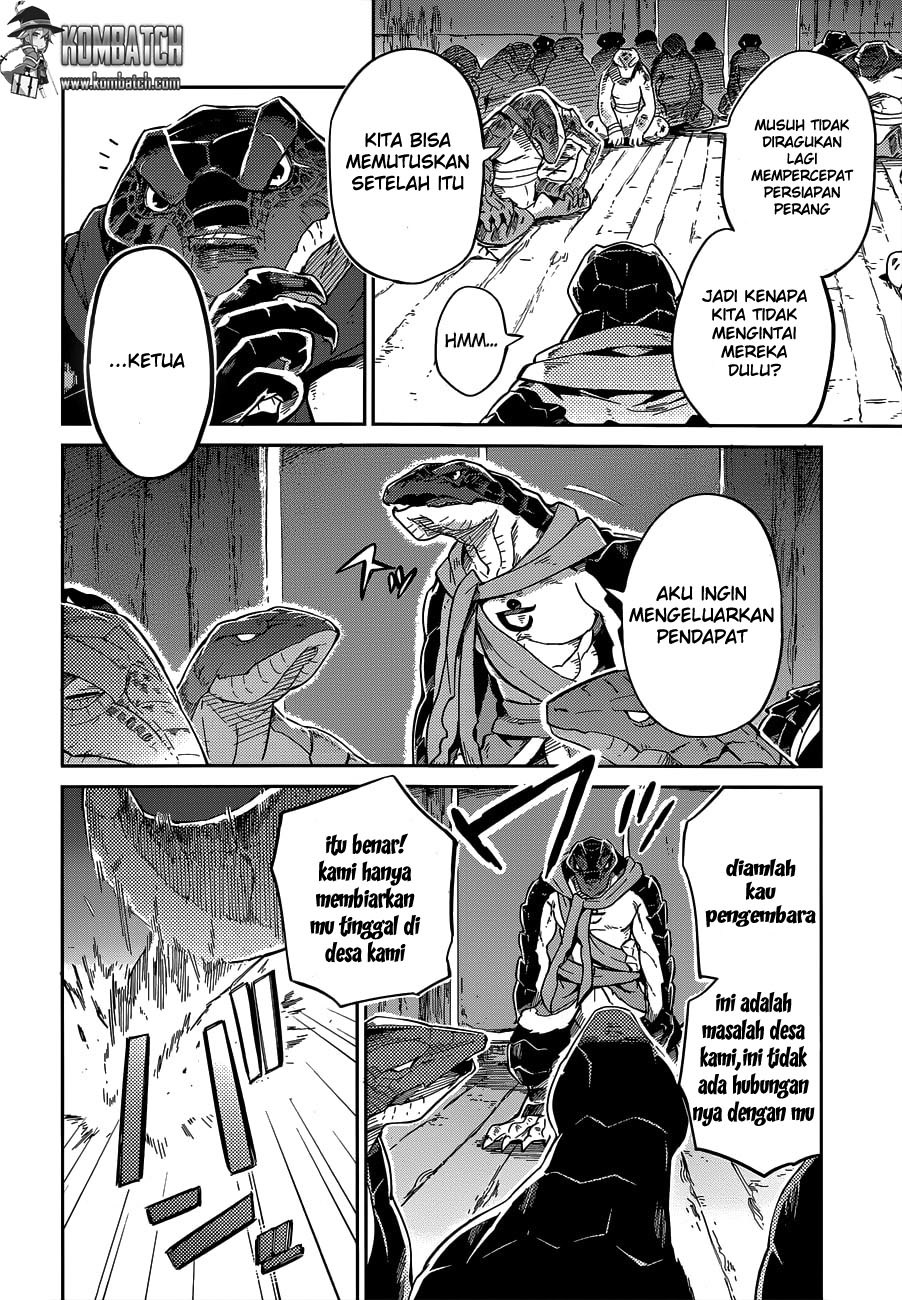 KOMBATCH
www.kombatch.com
MUSUH TIDAK
DIRAGUKAN
LAGI
MEMPERCEPAT
PERSIAPAN
PERANG
JADI KENAPA
KITA TIDAK
MENGINTAI
MEREKA
DULU?
KITA BISA
MEMUTUSKAN
SETELAH ITU
HMM...
...KETUA
AKU INGIN
MENGELUARKAN
PENDAPAT
diamlah
kau
pengembara
ini adalah
masalah desa
kami,ini tidak
ada hubungan
nya dengan mu
itu benar!
kami hanya
membiarkan
mu tinggal di
desa kami